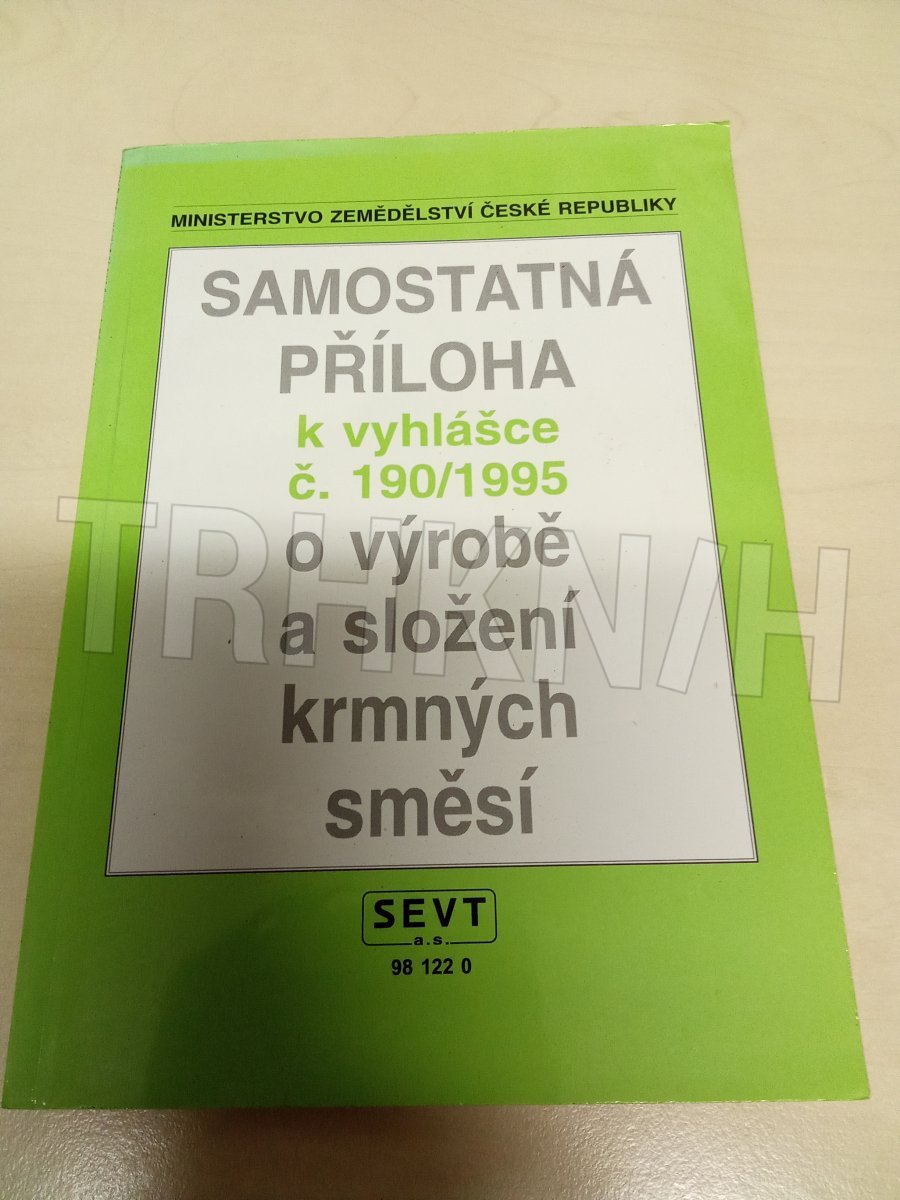 MINISTERSTVO ZEMĚDĚLSTVÍ ČESKÉ REPUBLIKY
SAMOSTATNÁ
PŘÍLOHA
k vyhlášce
č. 190/1995
o výrobě
a složení
krmných
směsí
SEVT
a.s.
98 122 0
TRHKNIH